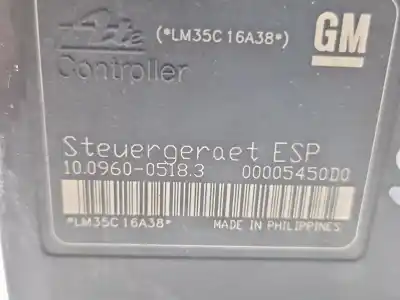 Ate (*LM35C16A38*) GM
Controller
Steuergeraet ESP
10.0960-0518.3 00005450D0
*LM35C16A38* MADE IN PHILIPPINES